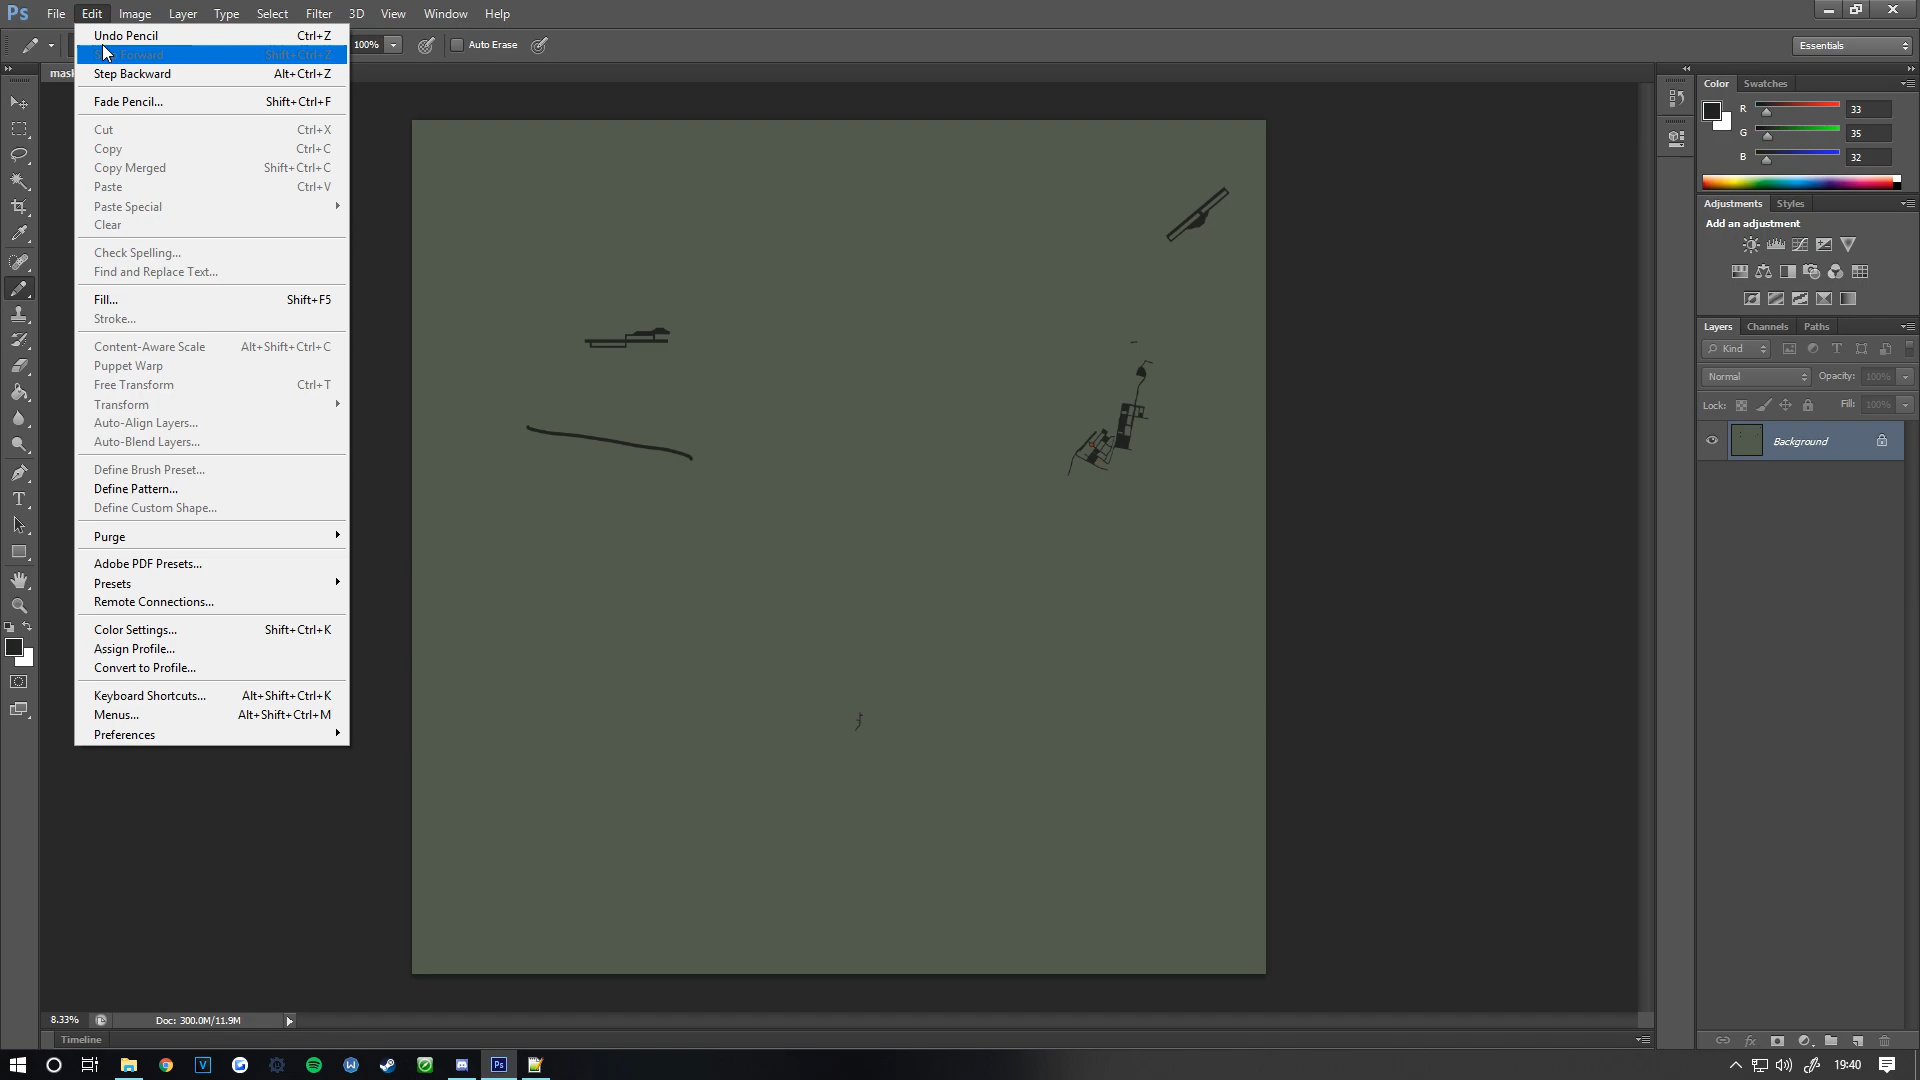 Ps File Edit Image Layer Type Select Filter 3D View Window Help
Undo Pencil Ctrl+Z
Forward Shift+Ctrl+Z
Step Backward Alt+Ctrl+Z
Fade Pencil... Shift+Ctrl+F
Cut Ctrl+X
Copy Ctrl+C
Copy Merged Shift+Ctrl+C
Paste Ctrl+V
Paste Special
Clear
Check Spelling...
Find and Replace Text...
Fill... Shift+F5
Stroke...
Content-Aware Scale Alt+Shift+Ctrl+C
Puppet Warp
Free Transform Ctrl+T
Transform
Auto-Align Layers...
Auto-Blend Layers...
Define Brush Preset...
Define Pattern...
Define Custom Shape...
Purge
Adobe PDF Presets...
Presets
Remote Connections...
Color Settings... Shift+Ctrl+K
Assign Profile...
Convert to Profile...
Keyboard Shortcuts... Alt+Shift+Ctrl+K
Menus... Alt+Shift+Ctrl+M
Preferences
100% Auto Erase Essentials
Color Swatches
R 33
G 35
B 32
Adjustments Styles
Add an adjustment
Layers Channels Paths
Kind
Normal Opacity: 100%
Lock: Fill: 100%
Background
8.33% Doc: 300.0M/11.9M
Timeline
19:40